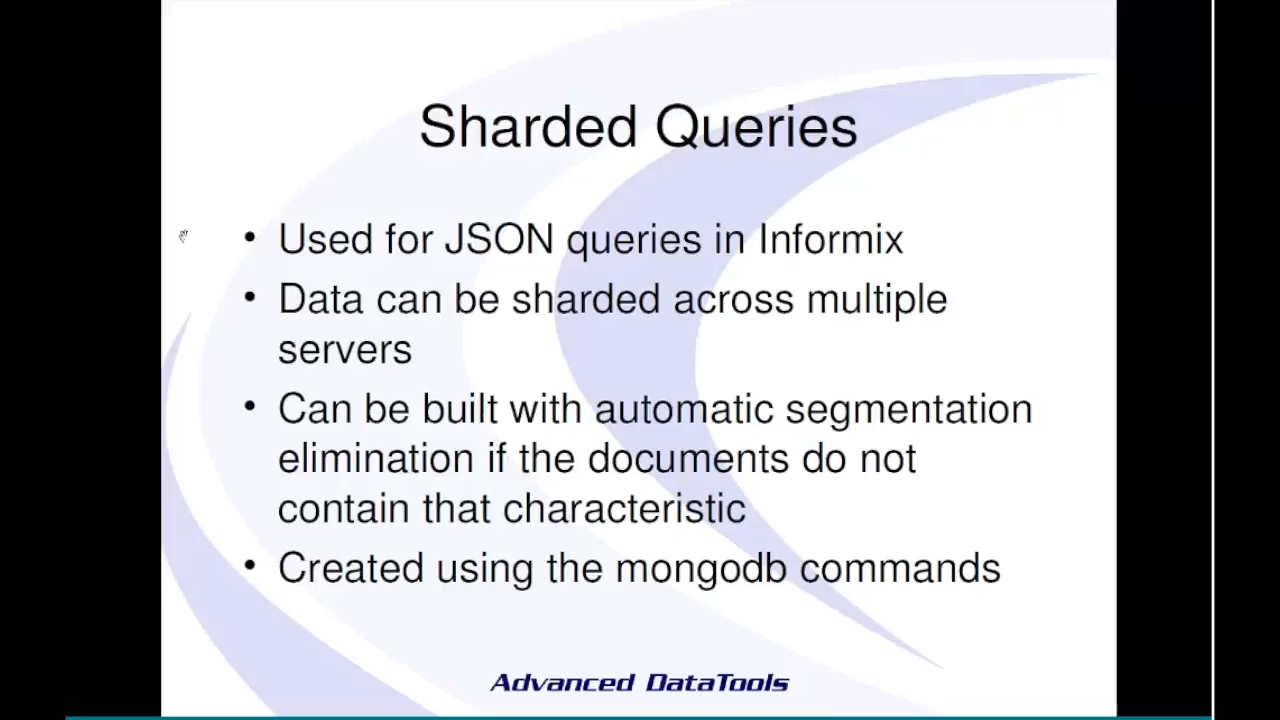 Sharded Queries
• Used for JSON queries in Informix
• Data can be sharded across multiple
servers
• Can be built with automatic segmentation
elimination if the documents do not
contain that characteristic
• Created using the mongodb commands
Advanced DataTools